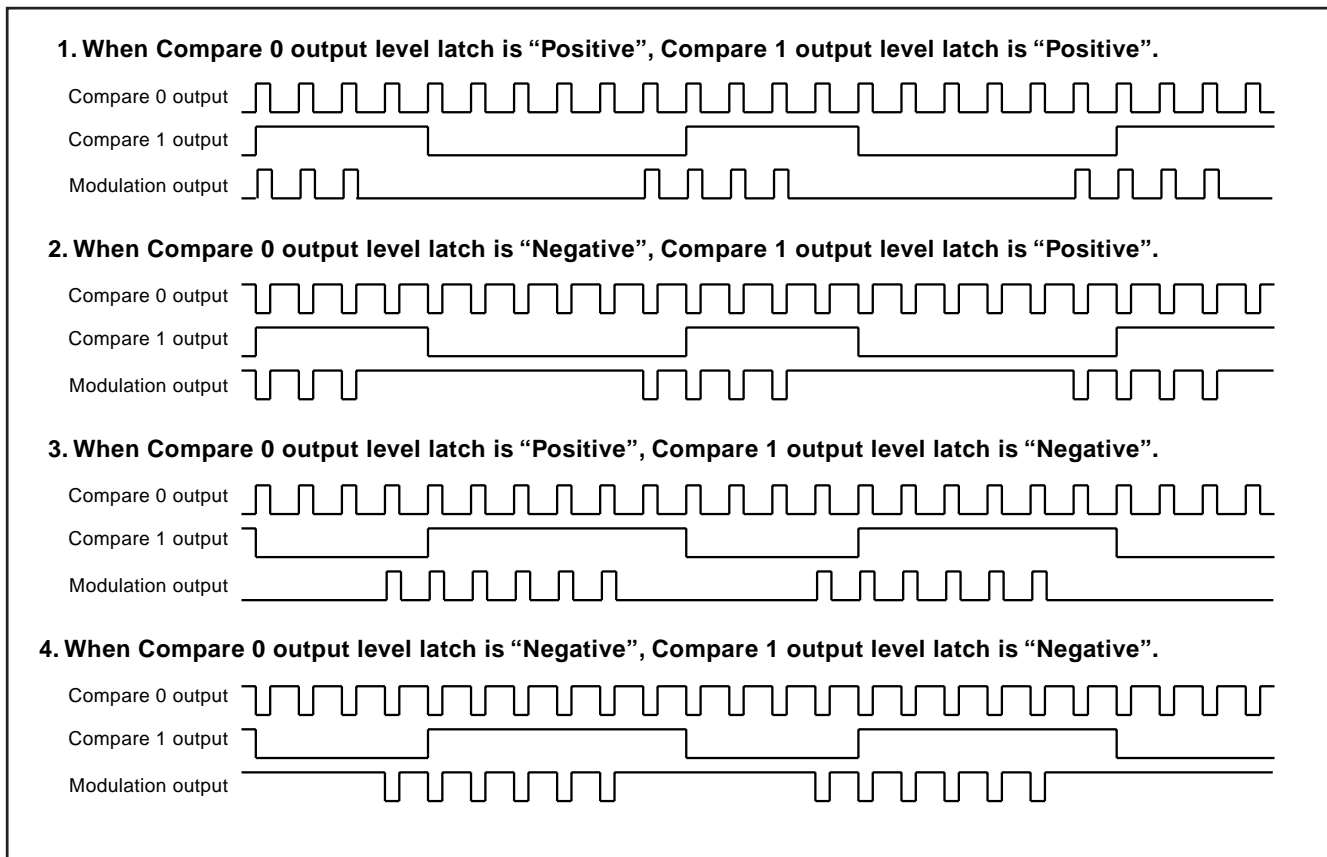 1. When Compare 0 output level latch is “Positive”, Compare 1 output level latch is “Positive”.
Compare 0 output
Compare 1 output
Modulation output
2. When Compare 0 output level latch is “Negative”, Compare 1 output level latch is “Positive”.
Compare 0 output
Compare 1 output
Modulation output
3. When Compare 0 output level latch is “Positive”, Compare 1 output level latch is “Negative”.
Compare 0 output
Compare 1 output
Modulation output
4. When Compare 0 output level latch is “Negative”, Compare 1 output level latch is “Negative”.
Compare 0 output
Compare 1 output
Modulation output